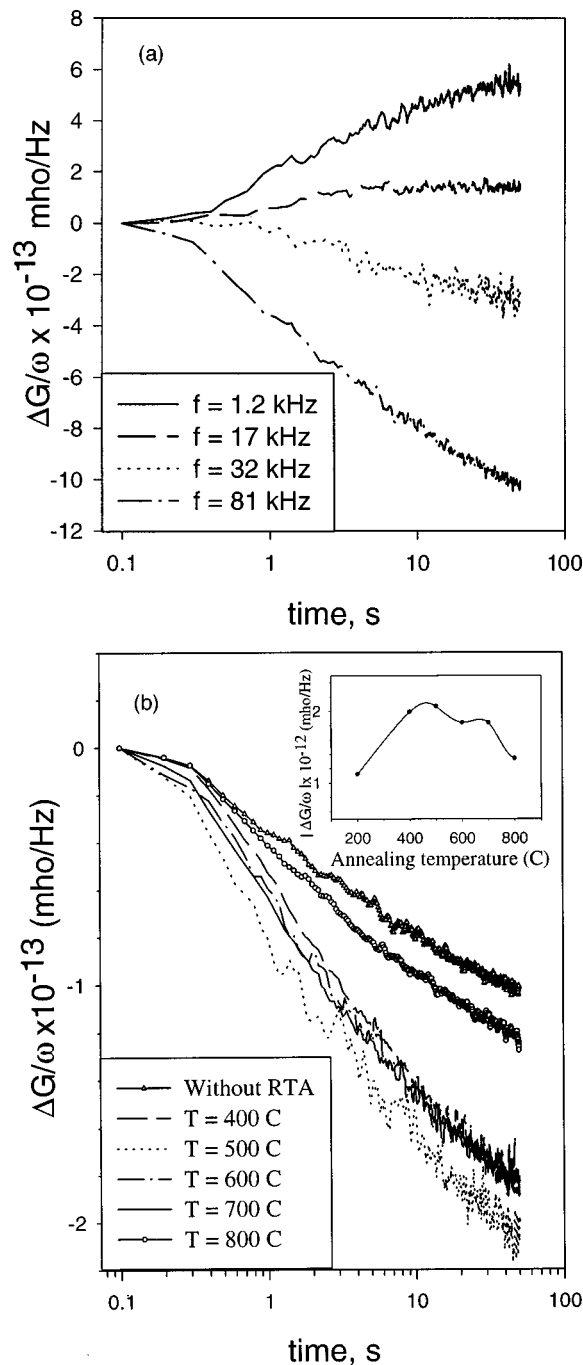 (a)
8
6
4
2
0
-2
-4
-6
-8
-10
-12
ΔG/ω x 10⁻¹³ mho/Hz
f = 1.2 kHz
f = 17 kHz
f = 32 kHz
f = 81 kHz
0.1 1 10 100
time, s
(b)
0
-1
-2
ΔG/ω x10⁻¹³ (mho/Hz)
|ΔG/ω |x 10⁻¹² (mho/Hz)
2
1
200 400 600 800
Annealing temperature (C)
Without RTA
T = 400 C
T = 500 C
T = 600 C
T = 700 C
T = 800 C
0.1 1 10 100
time, s